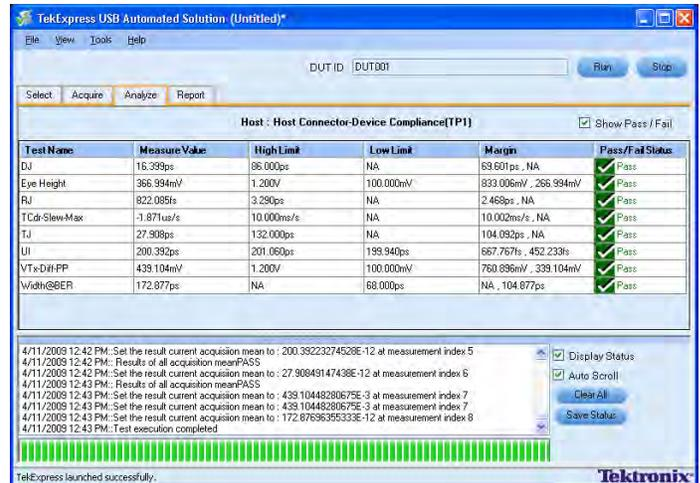 TekExpress USB Automated Solution (Untitled)*
File View Tools Help
DUT ID DUT001 Run Stop
Select Acquire Analyze Report
Host : Host Connector-Device Compliance(TP1) Show Pass / Fail
Test Name Measure Value High Limit Low Limit Margin Pass/Fail Status
DJ 16.399ps 86.000ps NA 69.601ps , NA Pass
Eye Height 366.994mV 1.200V 100.000mV 833.006mV , 266.994mV Pass
RJ 822.085fs 3.290ps NA 2.468ps , NA Pass
TCdr-Slew-Max -1.871us/s 10.000ms/s NA 10.002ms/s , NA Pass
TJ 27.908ps 132.000ps NA 104.092ps , NA Pass
UI 200.392ps 201.060ps 199.940ps 667.767fs , 452.233fs Pass
VTx-Diff-PP 439.104mV 1.200V 100.000mV 760.896mV , 339.104mV Pass
Width@BER 172.877ps NA 68.000ps NA , 104.877ps Pass
4/11/2009 12:42 PM::Set the result current acquisiion mean to : 200.39223274528E-12 at measurement index 5
4/11/2009 12:42 PM:: Results of all acquisition meanPASS
4/11/2009 12:42 PM::Set the result current acquisiion mean to : 27.90849147438E-12 at measurement index 6
4/11/2009 12:43 PM:: Results of all acquisition meanPASS
4/11/2009 12:43 PM::Set the result current acquisiion mean to : 439.10448280675E-3 at measurement index 7
4/11/2009 12:43 PM::Set the result current acquisiion mean to : 439.10448280675E-3 at measurement index 7
4/11/2009 12:43 PM::Set the result current acquisiion mean to : 172.87696355333E-12 at measurement index 8
4/11/2009 12:43 PM::Test execution completed
Display Status
Auto Scroll
Clear All
Save Status
TekExpress launched successfully.
Tektronix